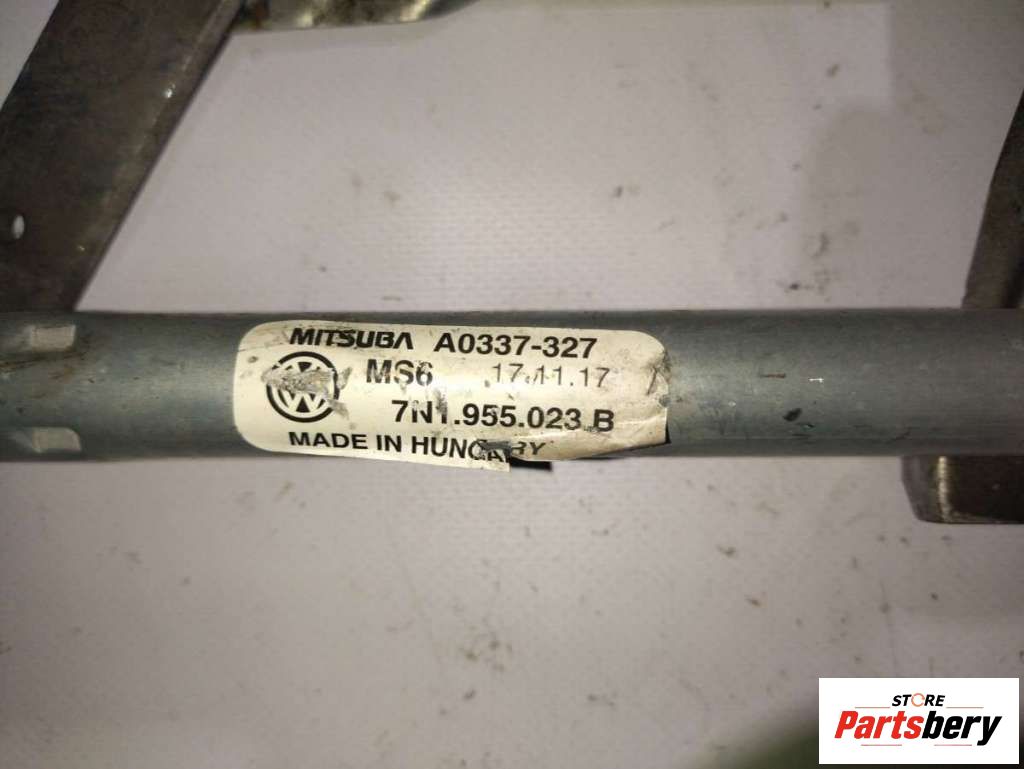 MITSUBA A0337-327
MS6 17.11.17
7N1.955.023 B
MADE IN HUNGARY
STORE
Partsbery